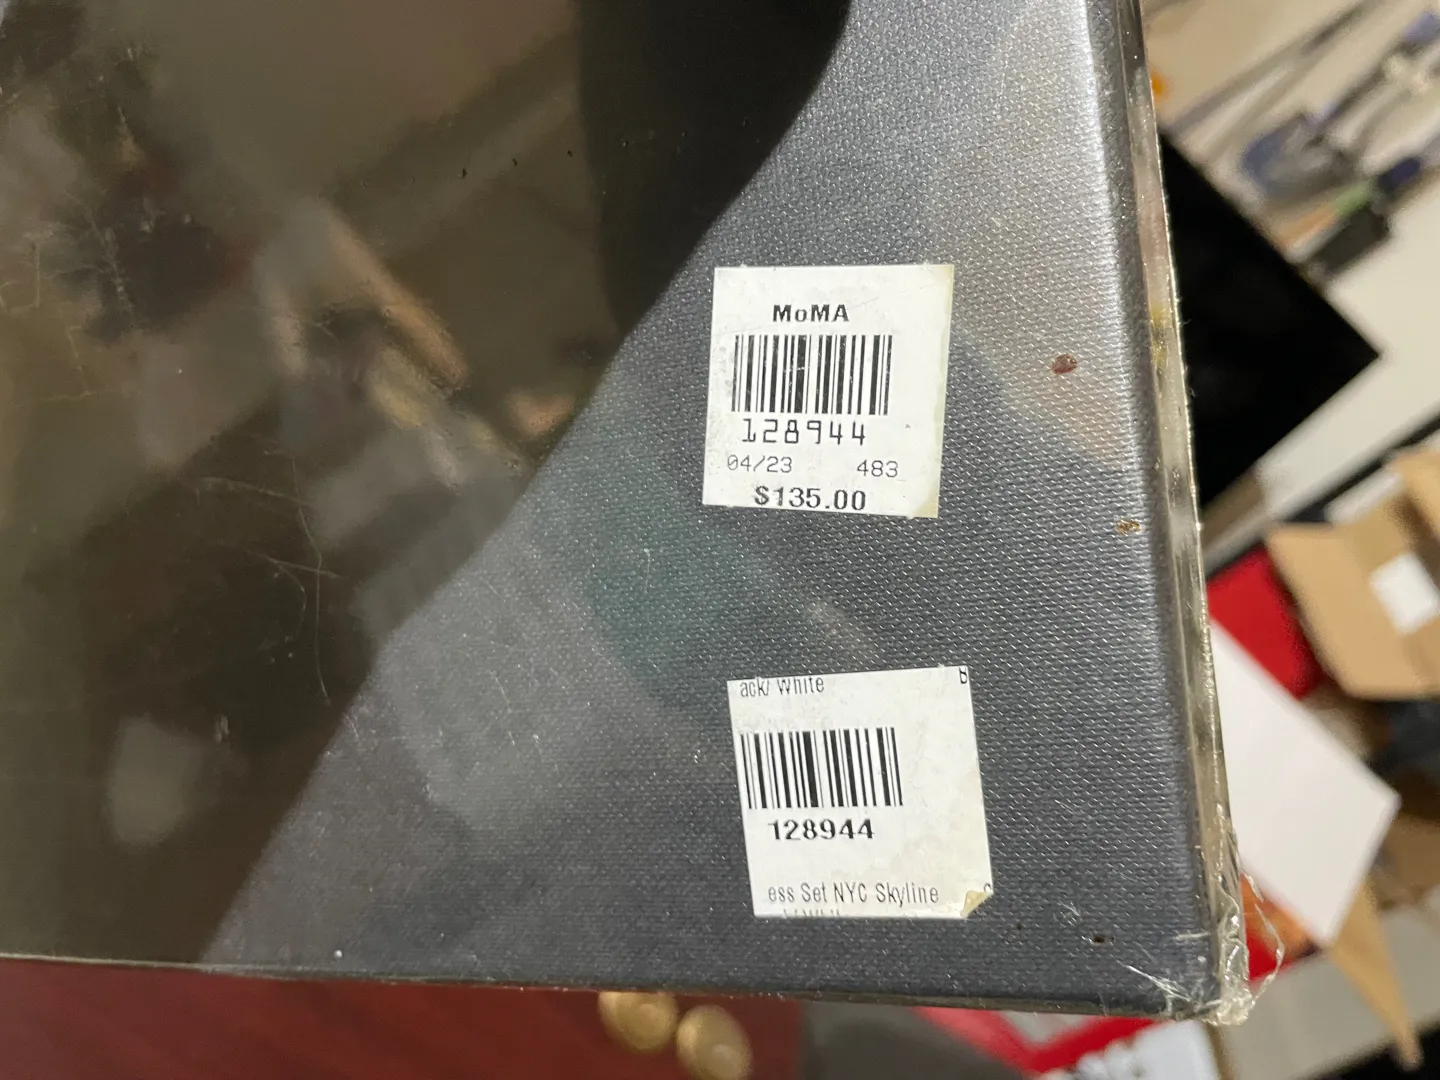 MoMA
128944
04/23 483
$135.00
ack/ White B
128944
ess Set NYC Skyline